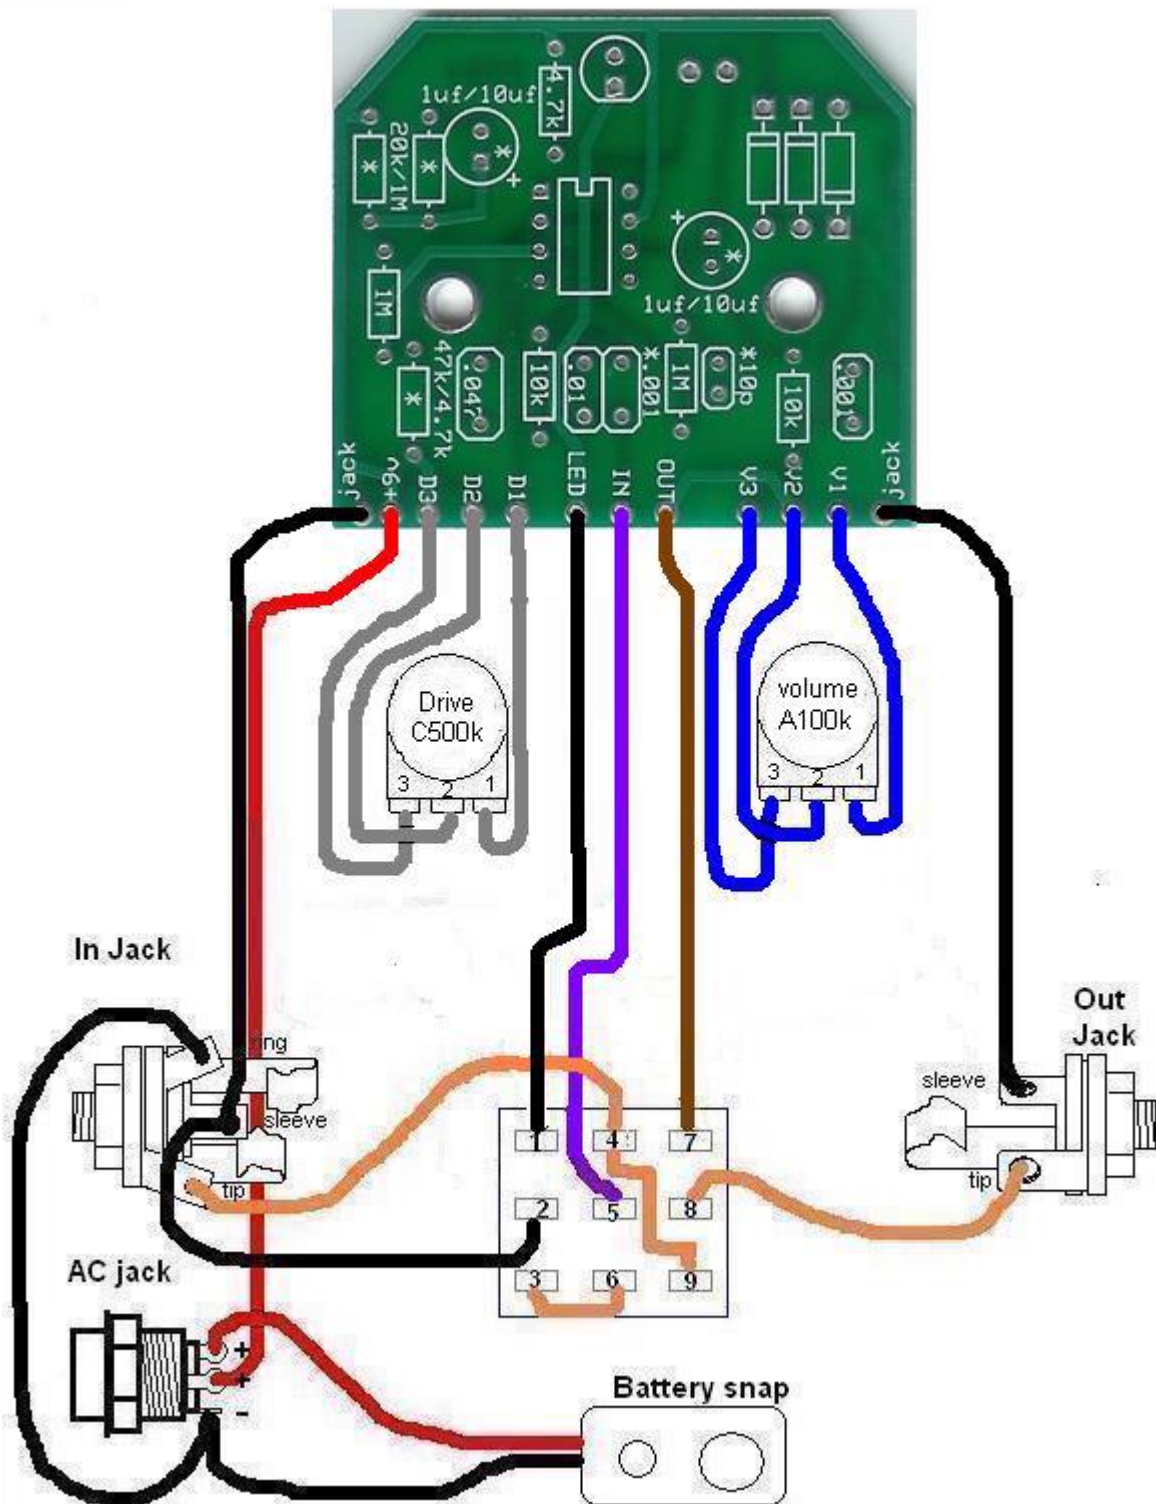 4.7k
1uf/10uf
20k/1M
*
*
*
+
+
*
1uf/10uf
1M
47k/4.7k
*
.047
10k
.01
*.001
1M
*10p
10k
.001
jack
+9V
D3
D2
D1
LED
IN
OUT
V3
V2
V1
jack
Drive
C500k
3 2 1
volume
A100k
3 2 1
In Jack
ring
sleeve
tip
Out
Jack
sleeve
tip
1 4 7
2 5 8
3 6 9
AC jack
+
+
-
Battery snap